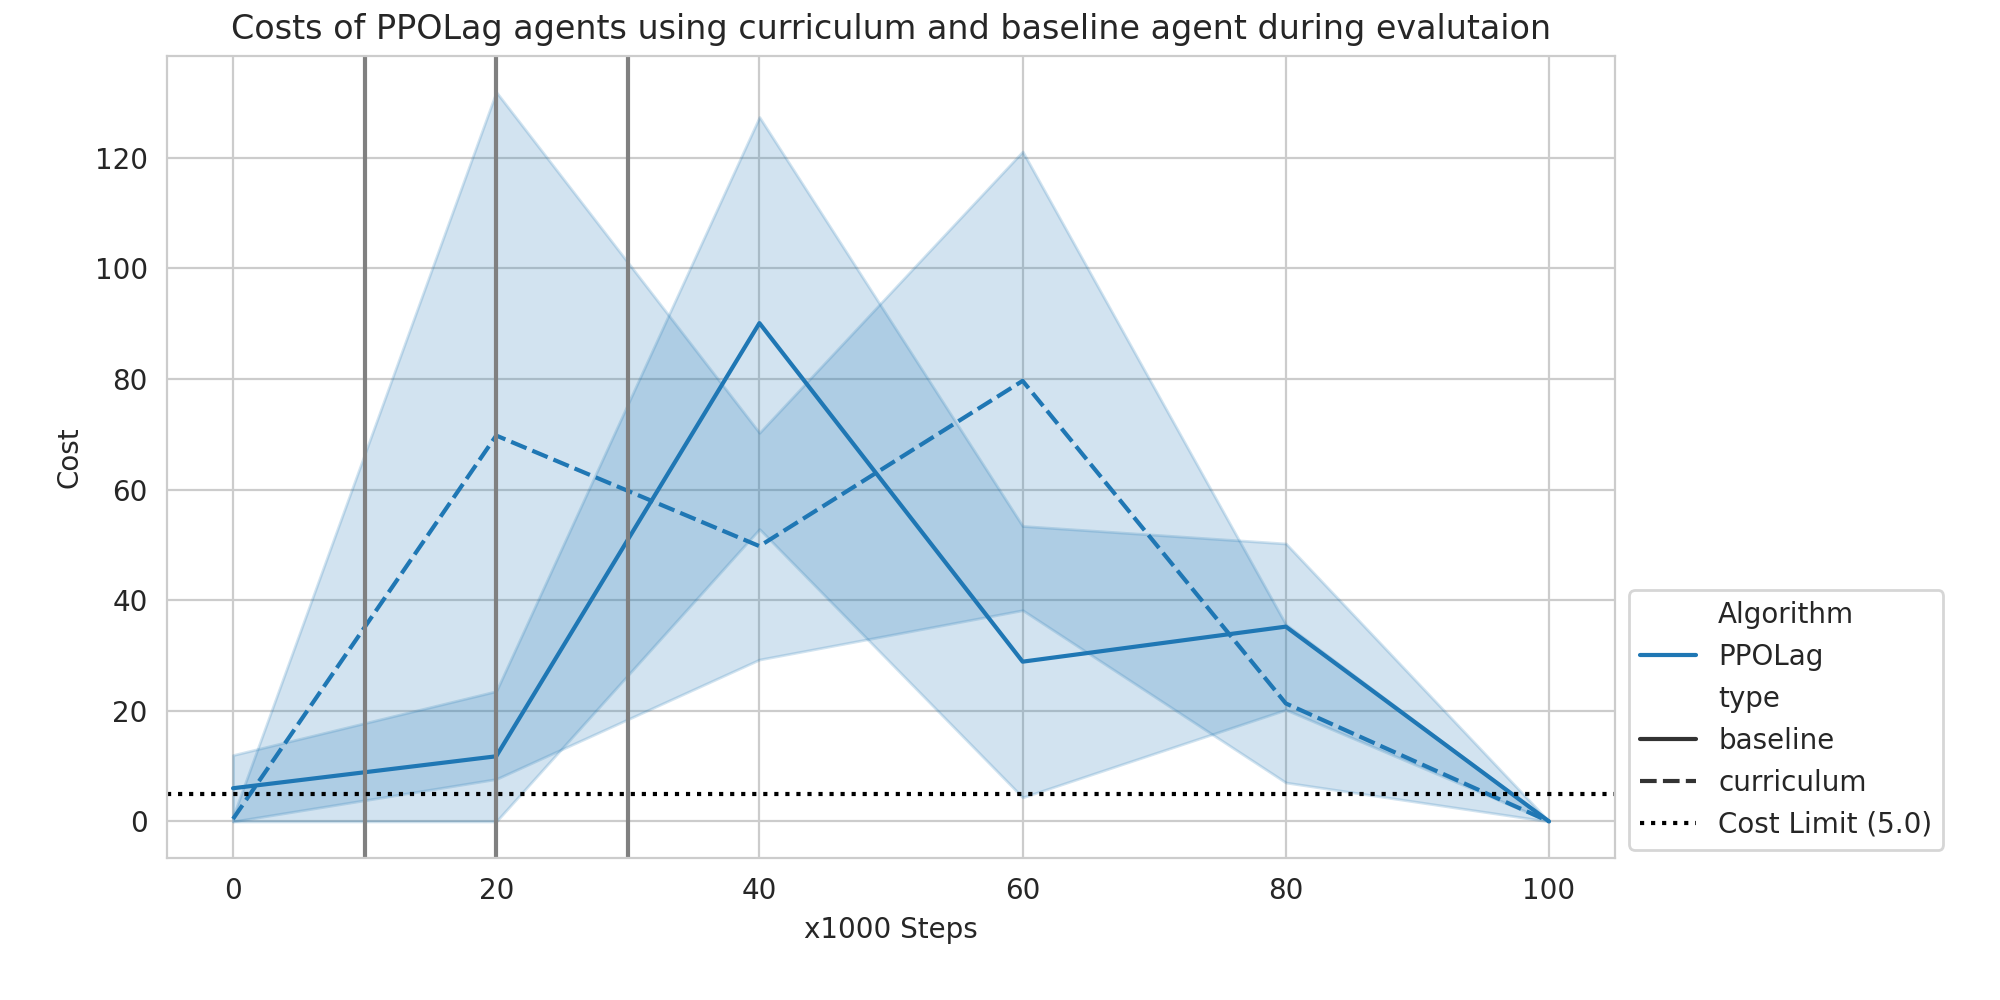 Costs of PPOLag agents using curriculum and baseline agent during evalutaion
120
100
80
60
40
20
0
Cost
0 20 40 60 80 100
x1000 Steps
Algorithm
PPOLag
type
baseline
curriculum
Cost Limit (5.0)